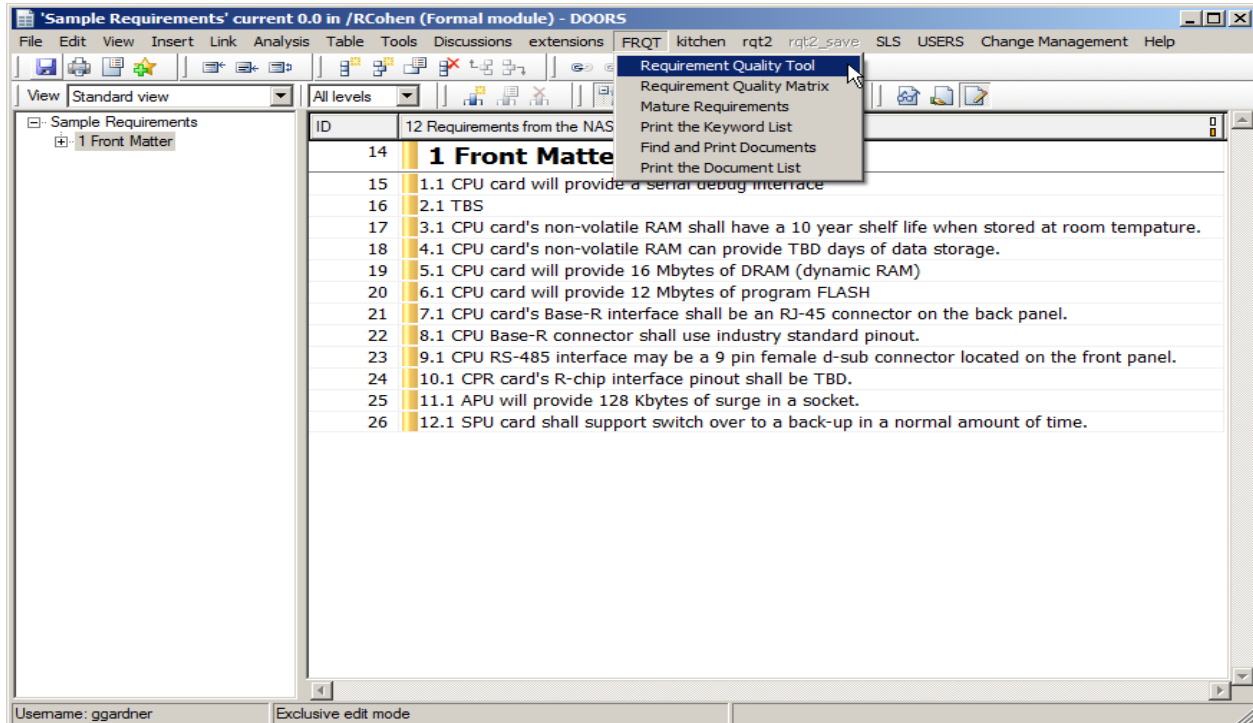 'Sample Requirements' current 0.0 in /RCohen (Formal module) - DOORS
File Edit View Insert Link Analysis Table Tools Discussions extensions FRQT kitchen rqt2 rqt2_save SLS USERS Change Management Help
View Standard view All levels
Requirement Quality Tool
Requirement Quality Matrix
Mature Requirements
Print the Keyword List
Find and Print Documents
Print the Document List
Sample Requirements
1 Front Matter
ID 12 Requirements from the NAS
14 1 Front Matte
15 1.1 CPU card will provide a serial debug interface
16 2.1 TBS
17 3.1 CPU card's non-volatile RAM shall have a 10 year shelf life when stored at room tempature.
18 4.1 CPU card's non-volatile RAM can provide TBD days of data storage.
19 5.1 CPU card will provide 16 Mbytes of DRAM (dynamic RAM)
20 6.1 CPU card will provide 12 Mbytes of program FLASH
21 7.1 CPU card's Base-R interface shall be an RJ-45 connector on the back panel.
22 8.1 CPU Base-R connector shall use industry standard pinout.
23 9.1 CPU RS-485 interface may be a 9 pin female d-sub connector located on the front panel.
24 10.1 CPR card's R-chip interface pinout shall be TBD.
25 11.1 APU will provide 128 Kbytes of surge in a socket.
26 12.1 SPU card shall support switch over to a back-up in a normal amount of time.
Username: ggardner Exclusive edit mode